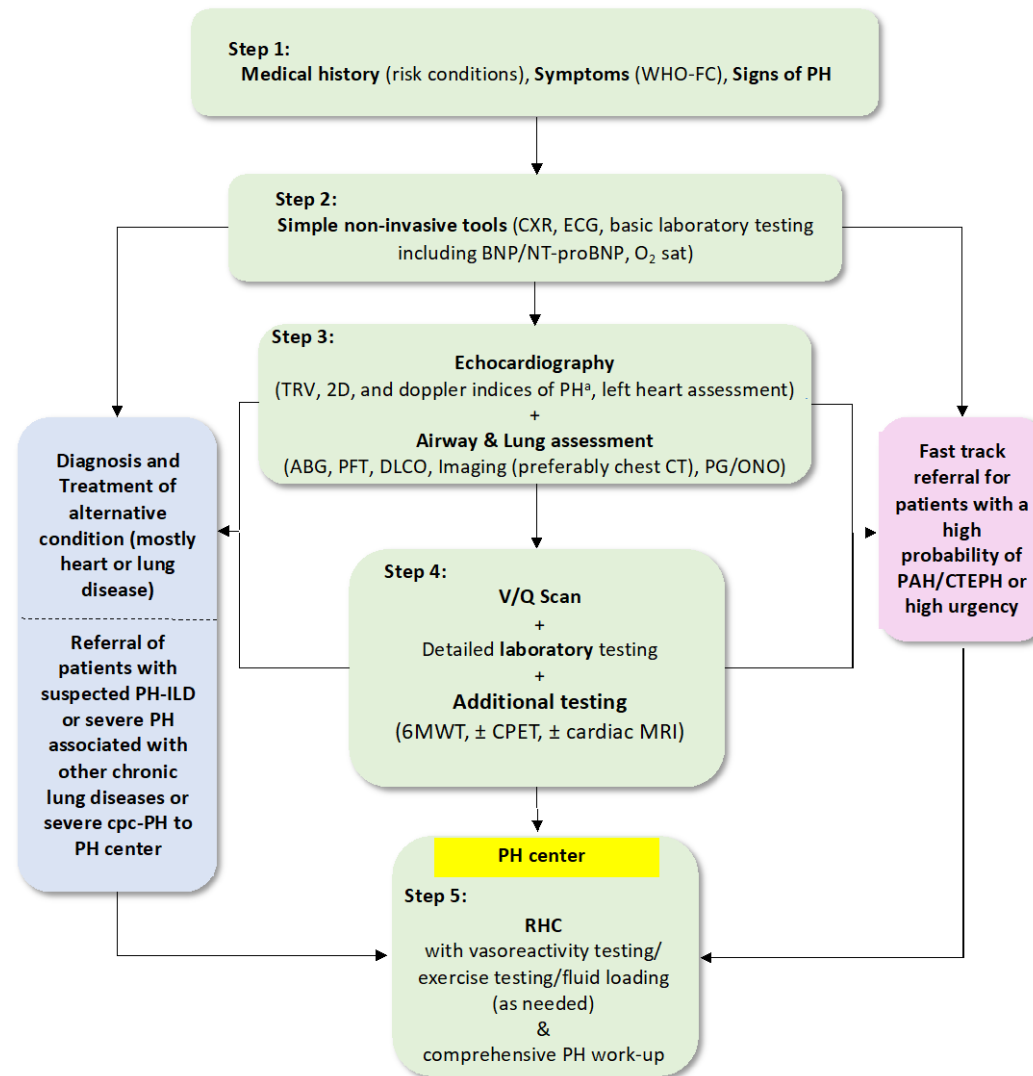 Step 1:
Medical history (risk conditions), Symptoms (WHO-FC), Signs of PH
Step 2:
Simple non-invasive tools (CXR, ECG, basic laboratory testing
including BNP/NT-proBNP, O₂ sat)
Step 3:
Echocardiography
(TRV, 2D, and doppler indices of PHᵃ, left heart assessment)
+
Airway & Lung assessment
(ABG, PFT, DLCO, Imaging (preferably chest CT), PG/ONO)
Diagnosis and
Treatment of
alternative
condition (mostly
heart or lung
disease)
Referral of
patients with
suspected PH-ILD
or severe PH
associated with
other chronic
lung diseases or
severe cpc-PH to
PH center
Fast track
referral for
patients with a
high
probability of
PAH/CTEPH or
high urgency
Step 4:
V/Q Scan
+
Detailed laboratory testing
+
Additional testing
(6MWT, ± CPET, ± cardiac MRI)
PH center
Step 5:
RHC
with vasoreactivity testing/
exercise testing/fluid loading
(as needed)
&
comprehensive PH work-up